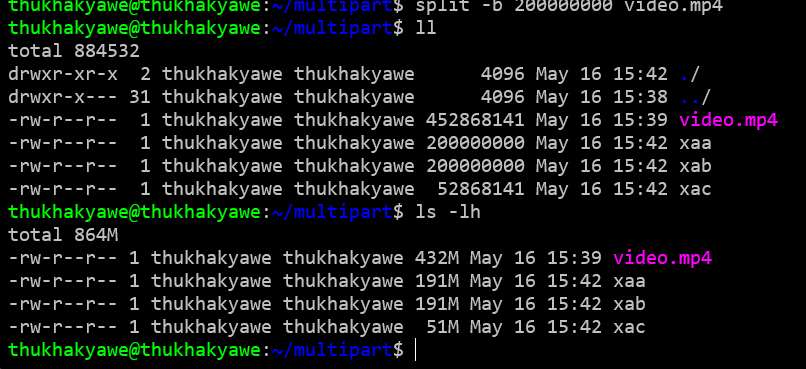 thukhakyawe@thukhakyawe:~/multipart$ split -b 200000000 video.mp4
thukhakyawe@thukhakyawe:~/multipart$ ll
total 884532
drwxr-xr-x  2 thukhakyawe thukhakyawe      4096 May 16 15:42 ./
drwxr-x--- 31 thukhakyawe thukhakyawe      4096 May 16 15:38 ../
-rw-r--r--  1 thukhakyawe thukhakyawe 452868141 May 16 15:39 video.mp4
-rw-r--r--  1 thukhakyawe thukhakyawe 200000000 May 16 15:42 xaa
-rw-r--r--  1 thukhakyawe thukhakyawe 200000000 May 16 15:42 xab
-rw-r--r--  1 thukhakyawe thukhakyawe  52868141 May 16 15:42 xac
thukhakyawe@thukhakyawe:~/multipart$ ls -lh
total 864M
-rw-r--r-- 1 thukhakyawe thukhakyawe 432M May 16 15:39 video.mp4
-rw-r--r-- 1 thukhakyawe thukhakyawe 191M May 16 15:42 xaa
-rw-r--r-- 1 thukhakyawe thukhakyawe 191M May 16 15:42 xab
-rw-r--r-- 1 thukhakyawe thukhakyawe  51M May 16 15:42 xac
thukhakyawe@thukhakyawe:~/multipart$